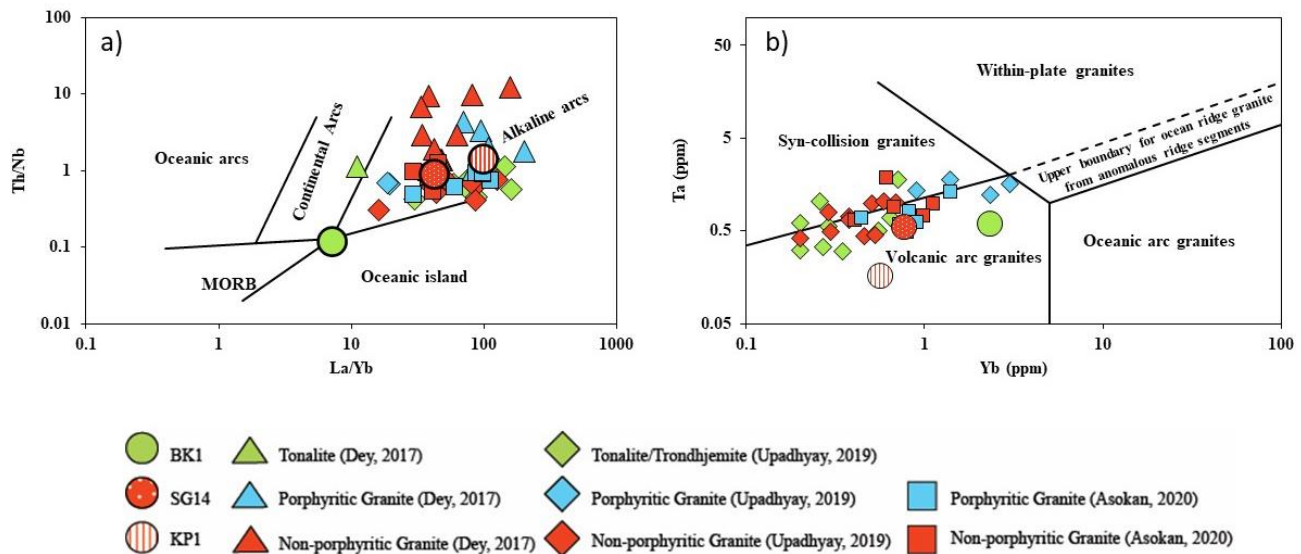 a)
100
10
1
0.1
0.01
Th/Nb
Oceanic arcs
Continental Arcs
Alkaline arcs
MORB
Oceanic island
0.1 1 10 100 1000
La/Yb
b)
50
5
0.5
0.05
Ta (ppm)
Within-plate granites
Syn-collision granites
Upper boundary for ocean ridge granite
from anomalous ridge segments
Volcanic arc granites
Oceanic arc granites
0.1 1 10 100
Yb (ppm)
BK1 Tonalite (Dey, 2017) Tonalite/Trondhjemite (Upadhyay, 2019)
SG14 Porphyritic Granite (Dey, 2017) Porphyritic Granite (Upadhyay, 2019) Porphyritic Granite (Asokan, 2020)
KP1 Non-porphyritic Granite (Dey, 2017) Non-porphyritic Granite (Upadhyay, 2019) Non-porphyritic Granite (Asokan, 2020)